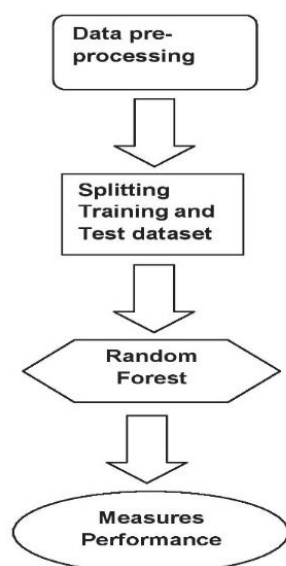 Data pre-
processing
Splitting
Training and
Test dataset
Random
Forest
Measures
Performance